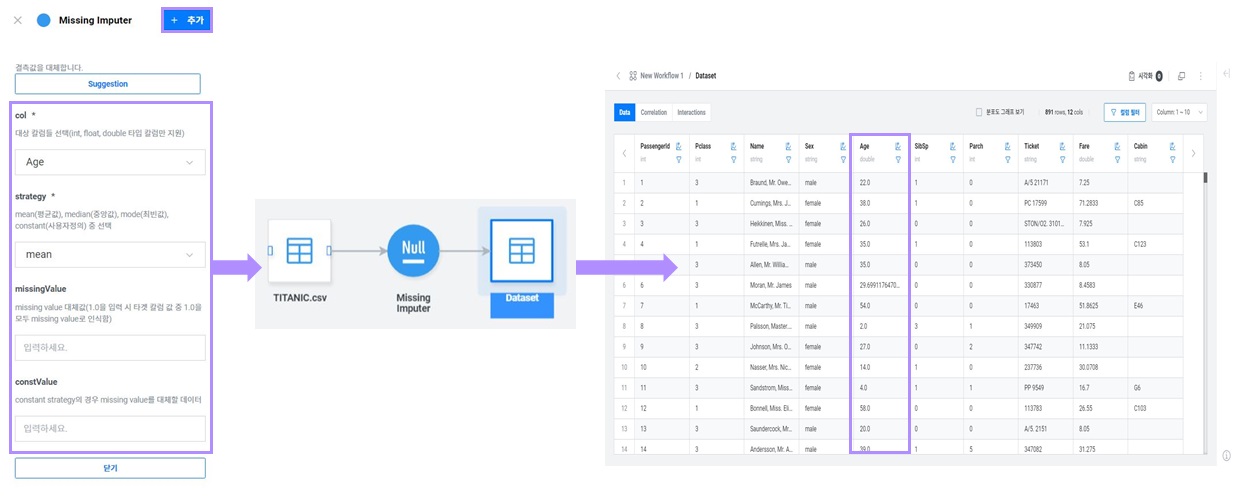 Missing Imputer
+ 추가
결측값을 대체합니다.
Suggestion
col *
대상 칼럼들 선택(int, float, double 타입 칼럼만 지원)
Age
strategy *
mean(평균값), median(중앙값), mode(최빈값),
constant(사용자정의) 중 선택
mean
missingValue
missing value 대체값(1.0을 입력 시 타겟 칼럼 값 중 1.0을
모두 missing value로 인식함)
입력하세요.
constValue
constant strategy의 경우 missing value를 대체할 데이터
입력하세요.
닫기
TITANIC.csv
Null
Missing
Imputer
Dataset
New Workflow 1 / Dataset
시각화 0
Data Correlation Interactions
분포도 그래프 보기 891 rows, 12 cols 컬럼 필터 Column: 1 ~ 10
PassengerId Pclass Name Sex Age SibSp Parch Ticket Fare Cabin
int int string string double int int string double string
1 1 3 Braund, Mr. Owe... male 22.0 1 0 A/5 21171 7.25
2 2 1 Cumings, Mrs. J... female 38.0 1 0 PC 17599 71.2833 C85
3 3 Heikkinen, Miss. ... female 26.0 0 0 STON/O2. 3101... 7.925
4 4 1 Futrelle, Mrs. Ja... female 35.0 1 0 113803 53.1 C123
3 Allen, Mr. Willia... male 35.0 0 0 373450 8.05
6 6 3 Moran, Mr. James male 29.6991176470... 0 0 330877 8.4583
7 7 1 McCarthy, Mr. Ti... male 54.0 0 0 17463 51.8625 E46
8 8 3 Palsson, Master... male 2.0 3 1 349909 21.075
9 9 3 Johnson, Mrs. O... female 27.0 0 2 347742 11.1333
10 10 2 Nasser, Mrs. Nic... female 14.0 1 0 237736 30.0708
11 11 3 Sandstrom, Miss... female 4.0 1 1 PP 9549 16.7 G6
12 12 1 Bonnell, Miss. Eli... female 58.0 0 0 113783 26.55 C103
13 13 3 Saundercock, Mr... male 20.0 0 0 A/5. 2151 8.05
14 14 3 Andersson, Mr. A... male 39.0 1 5 347082 31.275